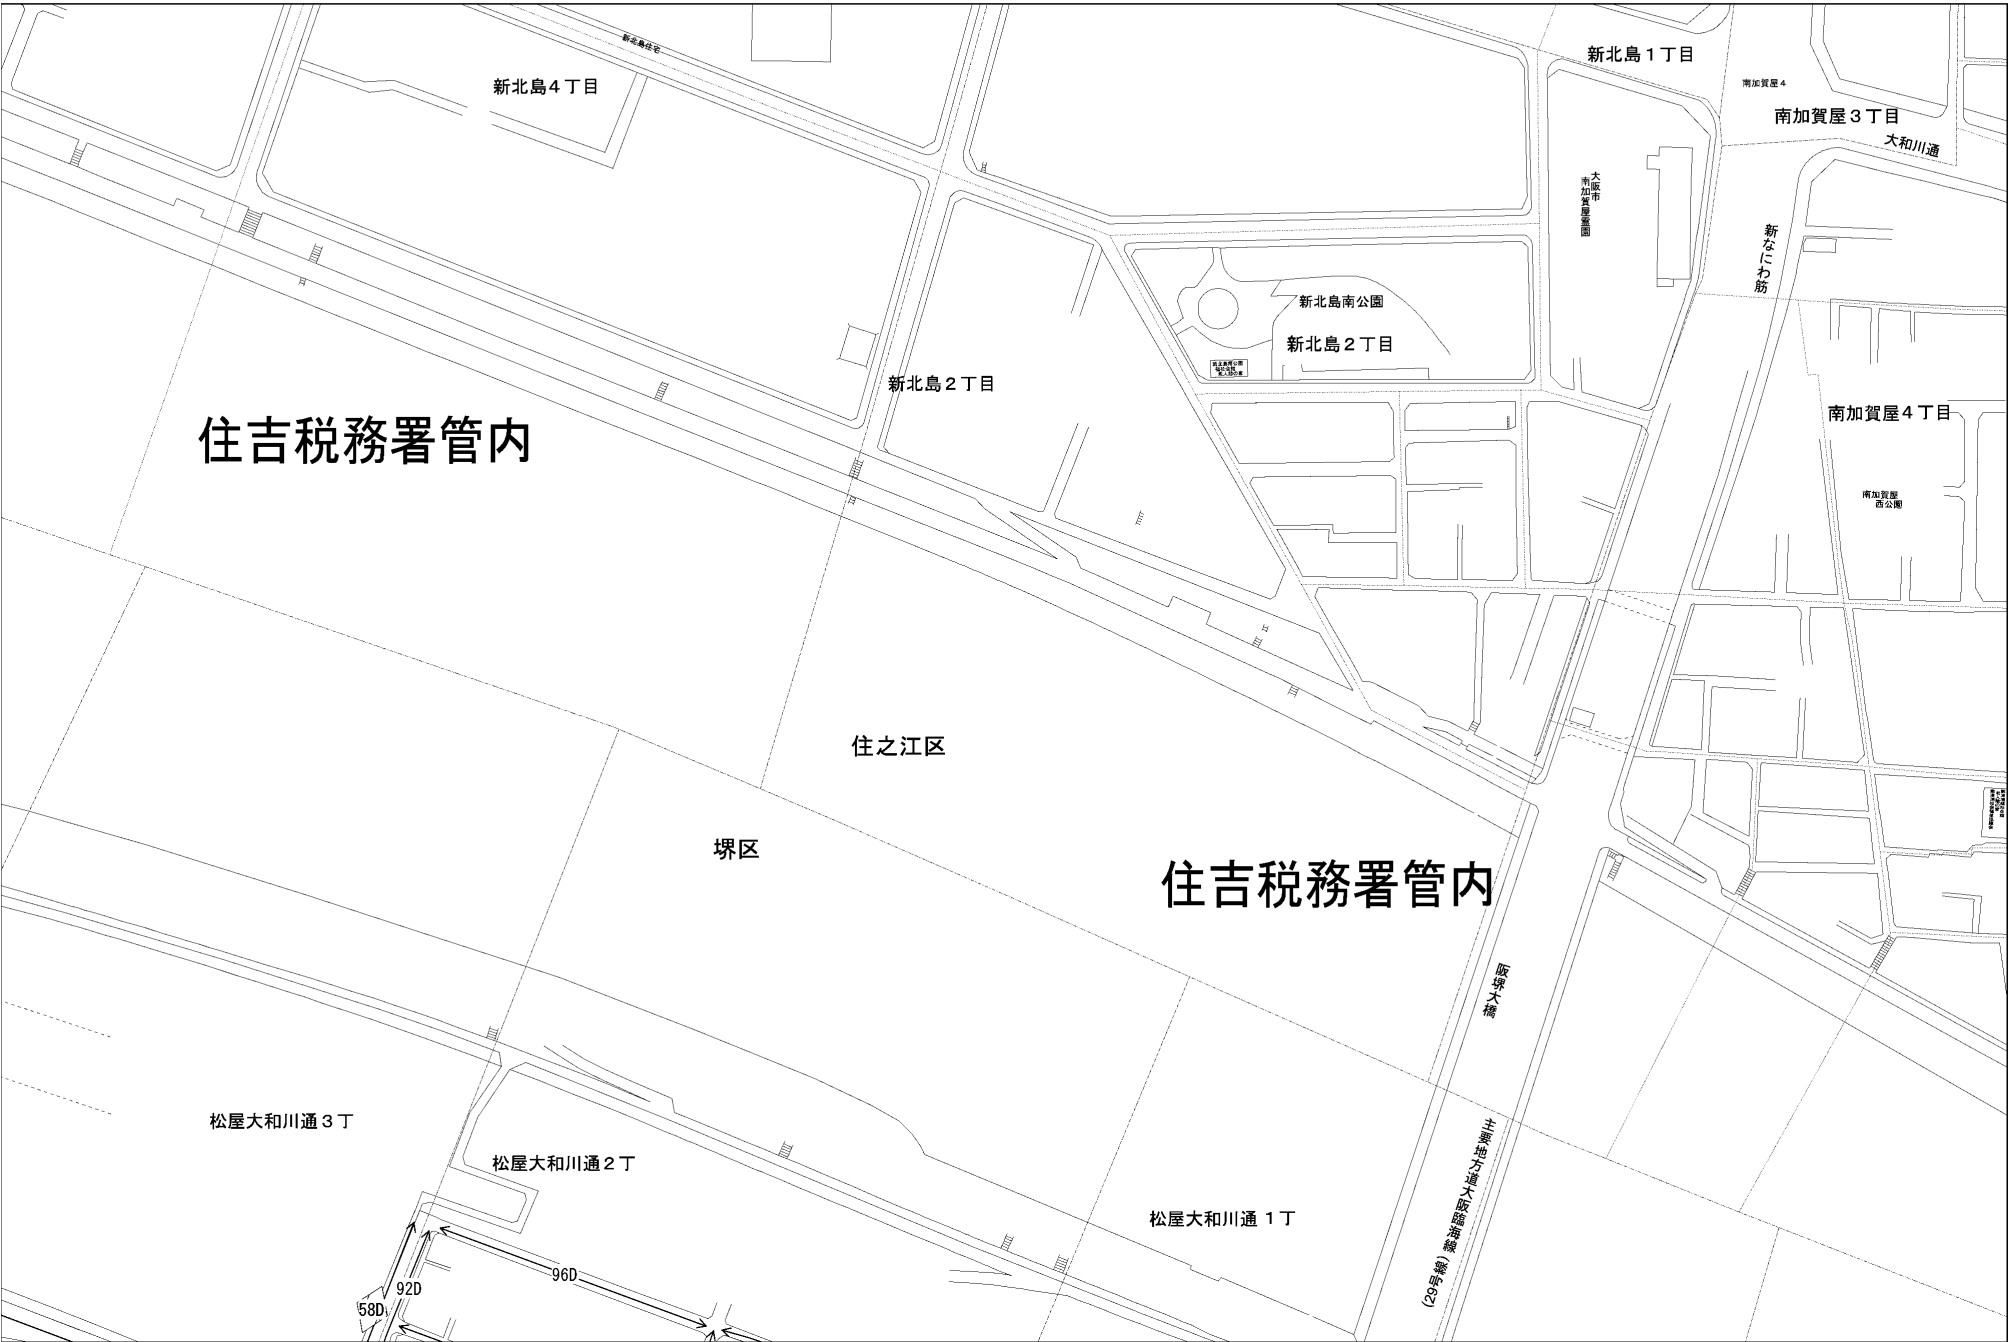 新北島住宅
新北島４丁目
新北島１丁目
南加賀屋４
南加賀屋３丁目
大和川通
大阪市
南加賀屋霊園
新なにわ筋
新北島南公園
新北島２丁目
新北島２丁目
南加賀屋４丁目
住吉税務署管内
南加賀屋
西公園
住之江区
堺区
住吉税務署管内
阪堺大橋
松屋大和川通３丁
松屋大和川通２丁
松屋大和川通１丁
主要地方道大阪臨海線
(29号線)
96D
92D
58D